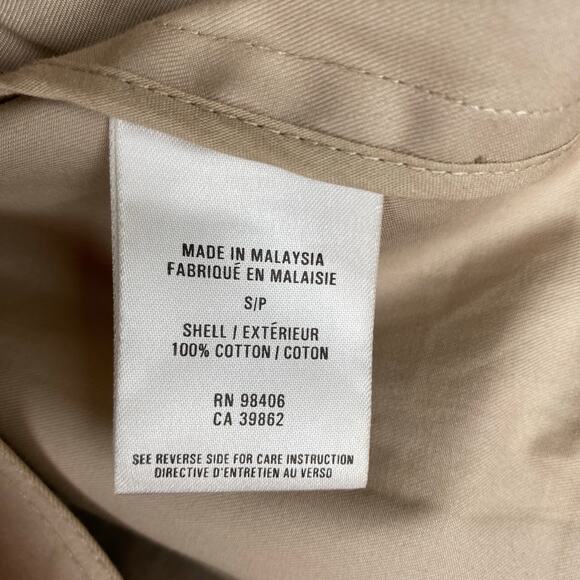 MADE IN MALAYSIA
FABRIQUÉ EN MALAISIE
S/P
SHELL / EXTÉRIEUR
100% COTTON / COTON
RN 98406
CA 39862
SEE REVERSE SIDE FOR CARE INSTRUCTION
DIRECTIVE D'ENTRETIEN AU VERSO